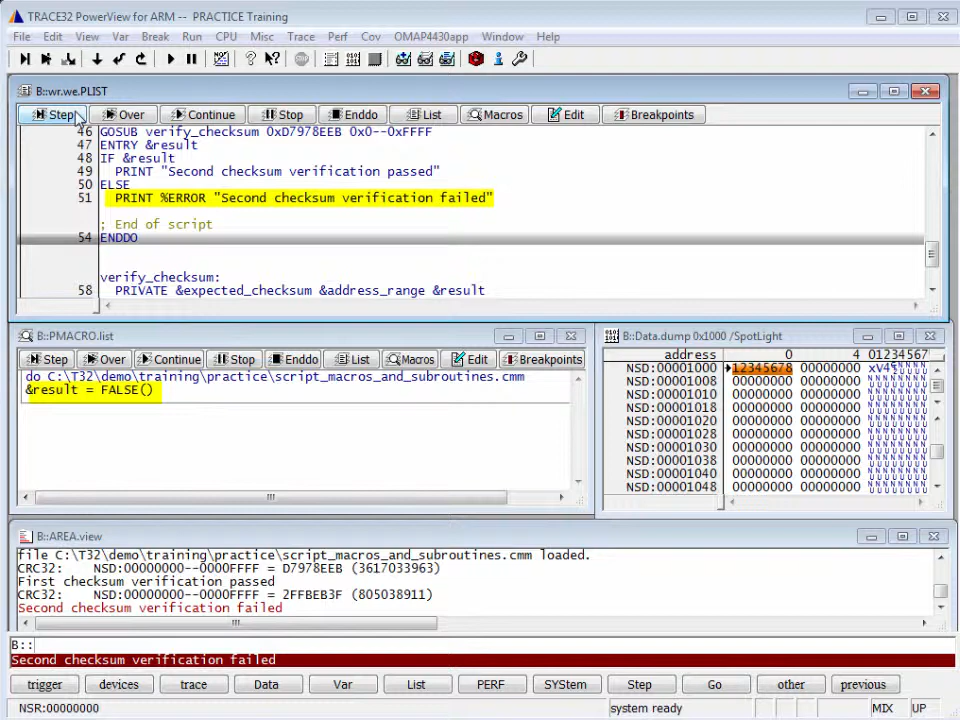 TRACE32 PowerView for ARM -- PRACTICE Training
File Edit View Var Break Run CPU Misc Trace Perf Cov OMAP4430app Window Help
B::wr.we.PLIST
Step Over Continue Stop Enddo List Macros Edit Breakpoints
46 GOSUB verify_checksum 0xD7978EEB 0x0--0xFFFF
47 ENTRY &result
48 IF &result
49 PRINT "Second checksum verification passed"
50 ELSE
51 PRINT %ERROR "Second checksum verification failed"
; End of script
54 ENDDO
verify_checksum:
58 PRIVATE &expected_checksum &address_range &result
B::PMACRO.list
Step Over Continue Stop Enddo List Macros Edit Breakpoints
do C:\T32\demo\training\practice\script_macros_and_subroutines.cmm
&result = FALSE()
B::Data.dump 0x1000 /SpotLight
address 0 4 01234567
NSD:00001000 12345678 00000000 xV4
NSD:00001008 00000000 00000000
NSD:00001010 00000000 00000000
NSD:00001018 00000000 00000000
NSD:00001020 00000000 00000000
NSD:00001028 00000000 00000000
NSD:00001030 00000000 00000000
NSD:00001038 00000000 00000000
NSD:00001040 00000000 00000000
NSD:00001048 00000000 00000000
B::AREA.view
file C:\T32\demo\training\practice\script_macros_and_subroutines.cmm loaded.
CRC32: NSD:00000000--0000FFFF = D7978EEB (3617033963)
First checksum verification passed
CRC32: NSD:00000000--0000FFFF = 2FFBEB3F (805038911)
Second checksum verification failed
B::
Second checksum verification failed
trigger devices trace Data Var List PERF SYStem Step Go other previous
NSR:00000000 system ready MIX UP